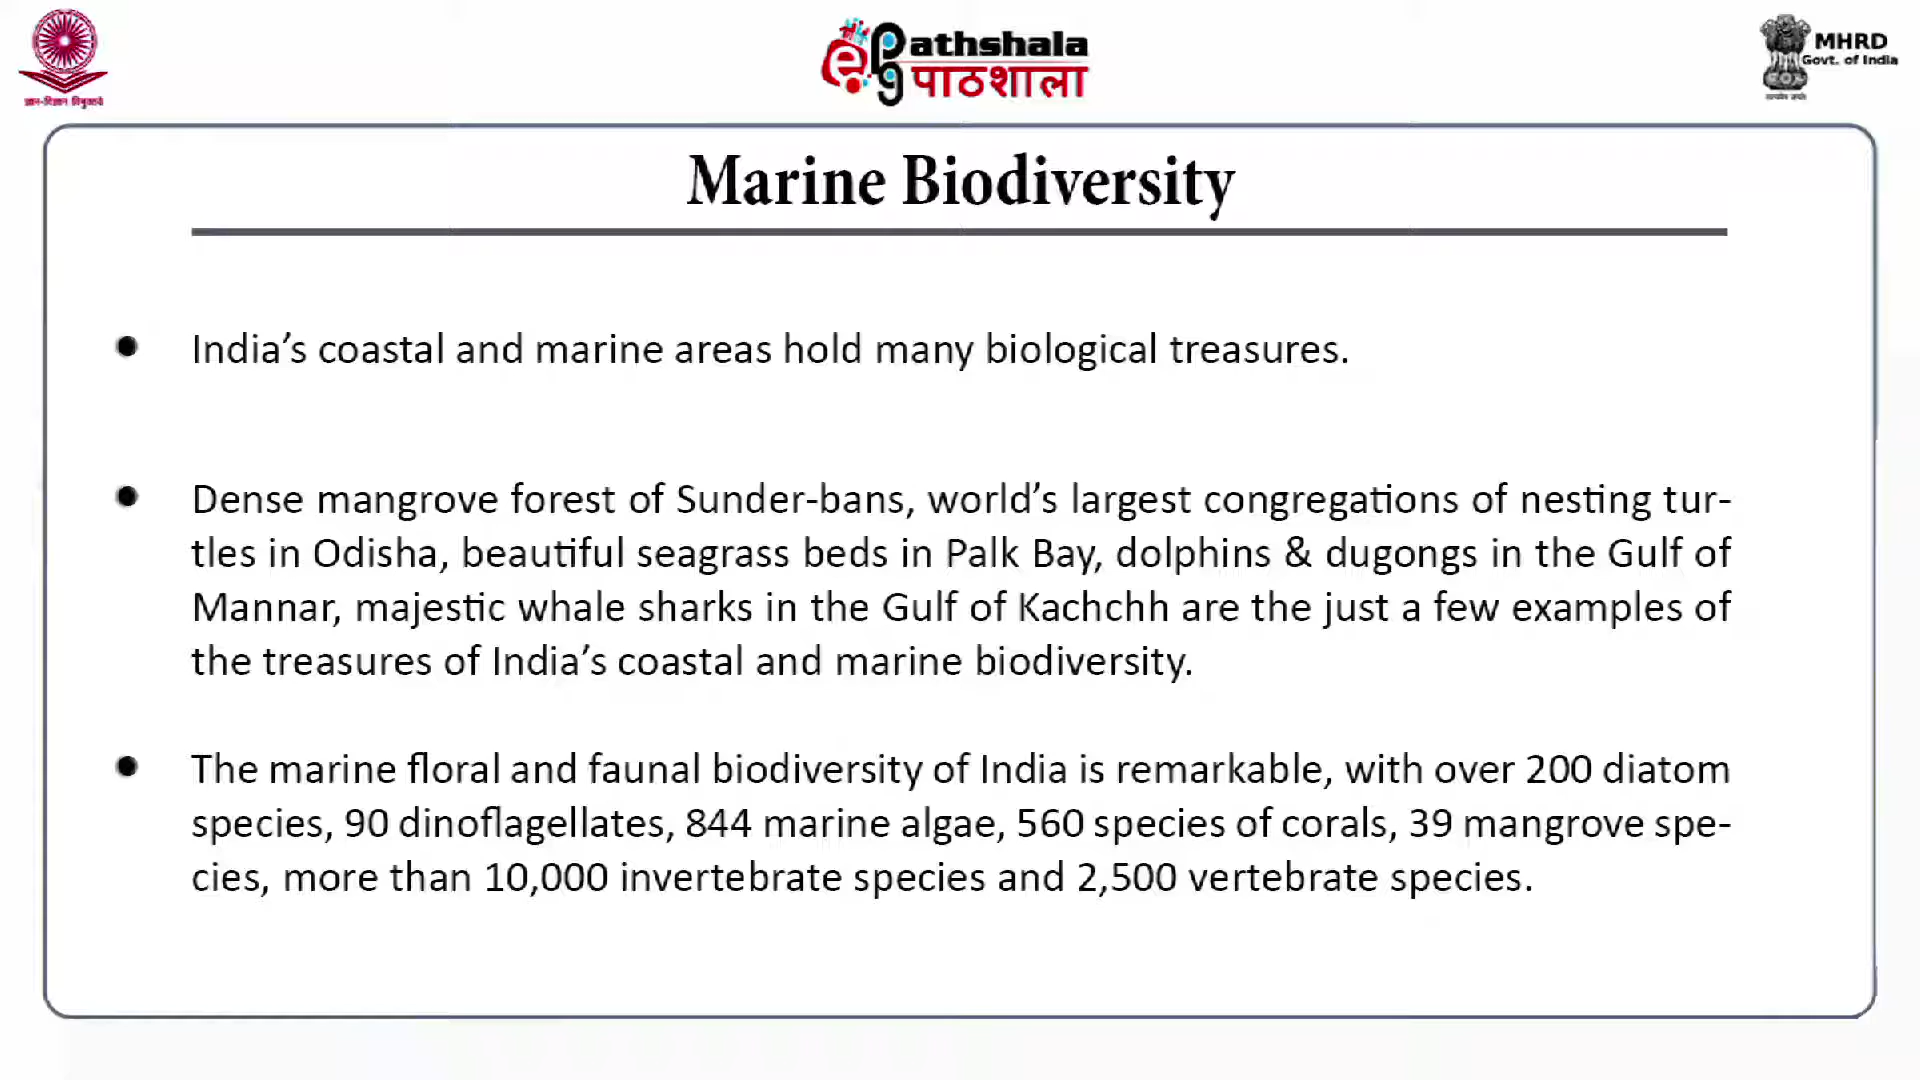 ज्ञान-विज्ञान विमुक्तये
Pathshala
पाठशाला
MHRD
Govt. of India
Marine Biodiversity
• India’s coastal and marine areas hold many biological treasures.
• Dense mangrove forest of Sunder-bans, world’s largest congregations of nesting tur-
tles in Odisha, beautiful seagrass beds in Palk Bay, dolphins & dugongs in the Gulf of
Mannar, majestic whale sharks in the Gulf of Kachchh are the just a few examples of
the treasures of India’s coastal and marine biodiversity.
• The marine floral and faunal biodiversity of India is remarkable, with over 200 diatom
species, 90 dinoflagellates, 844 marine algae, 560 species of corals, 39 mangrove spe-
cies, more than 10,000 invertebrate species and 2,500 vertebrate species.